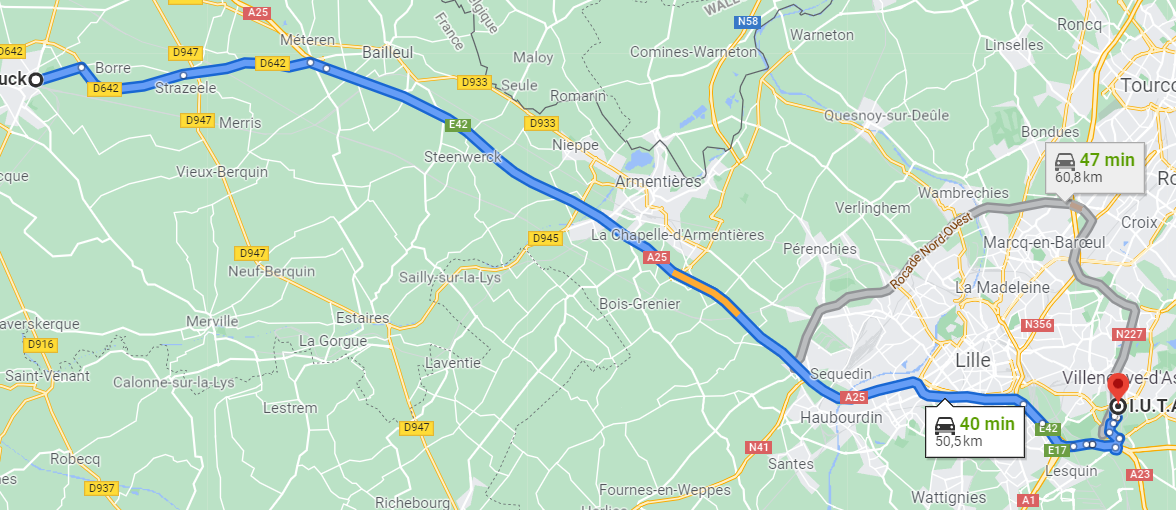 A25
WALL
N58
Roncq
France
lgique
Méteren
Warneton
D642
D947
Bailleul
Maloy
Comines-Warneton
Linselles
uck
Borre
D642
D933
Seule
Tourco
D642
Strazeele
Romarin
D947
Merris
E42
D933
Quesnoy-sur-Deûle
Bondues
Steenwerck
Nieppe
47 min
60,8 km
cque
Vieux-Berquin
Armentières
Wambrechies
Ro
Verlinghem
Croix
D945
La Chapelle-d'Armentières
Rocade Nord-Ouest
Marcq-en-Barœul
D947
Pérenchies
A25
Neuf-Berquin
Sailly-sur-la-Lys
La Madeleine
Bois-Grenier
averskerque
Merville
Estaires
N356
N227
D916
La Gorgue
Lille
Saint-Venant
Calonne-sur-la-Lys
Laventie
Sequedin
Villeneuve-d'As
Lestrem
A25
I.U.T.A
Haubourdin
40 min
50,5 km
D947
E42
N41
E17
Robecq
Santes
Lesquin
A23
nes
D937
Fournes-en-Weppes
Wattignies
A1
Richebourg